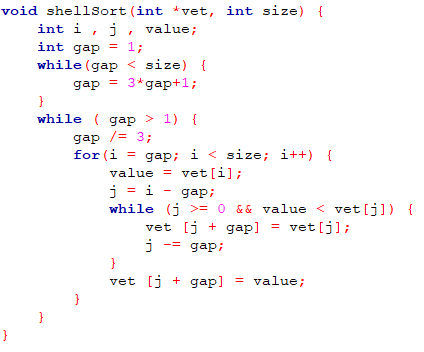 void shellSort(int *vet, int size) {
    int i , j , value;
    int gap = 1;
    while(gap < size) {
        gap = 3*gap+1;
    }
    while ( gap > 1) {
        gap /= 3;
        for(i = gap; i < size; i++) {
            value = vet[i];
            j = i - gap;
            while (j >= 0 && value < vet[j]) {
                vet [j + gap] = vet[j];
                j -= gap;
            }
            vet [j + gap] = value;
        }
    }
}